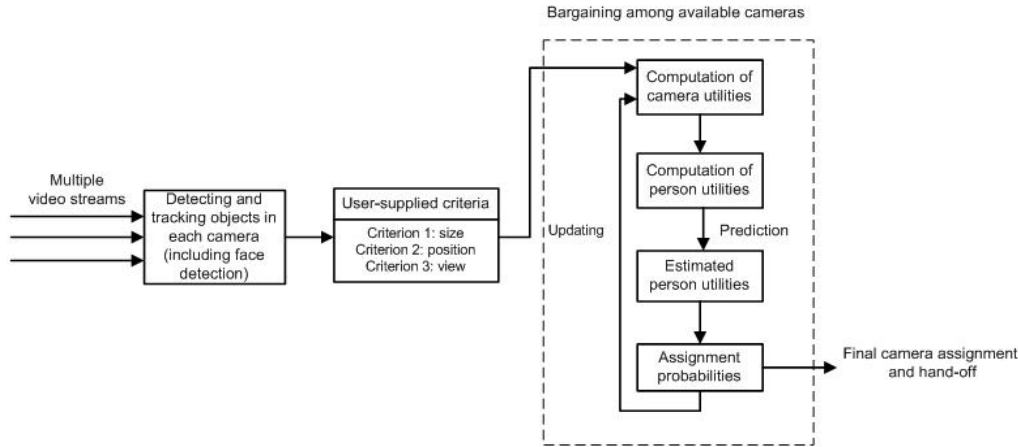 Bargaining among available cameras
Multiple
video streams
Detecting and
tracking objects in
each camera
(including face
detection)
User-supplied criteria
Criterion 1: size
Criterion 2: position
Criterion 3: view
Computation of
camera utilities
Computation of
person utilities
Updating
Prediction
Estimated
person utilities
Assignment
probabilities
Final camera assignment
and hand-off